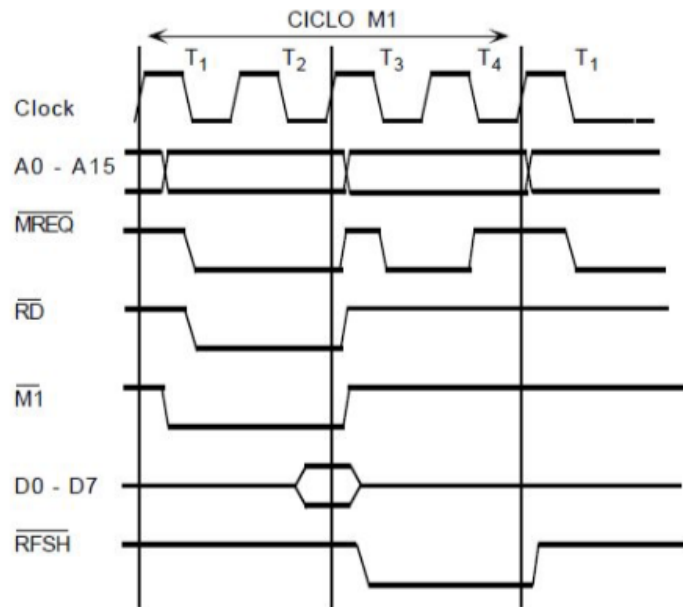 CICLO M1
T1 T2 T3 T4 T1
Clock
A0 - A15
MREQ
RD
M1
D0 - D7
RFSH